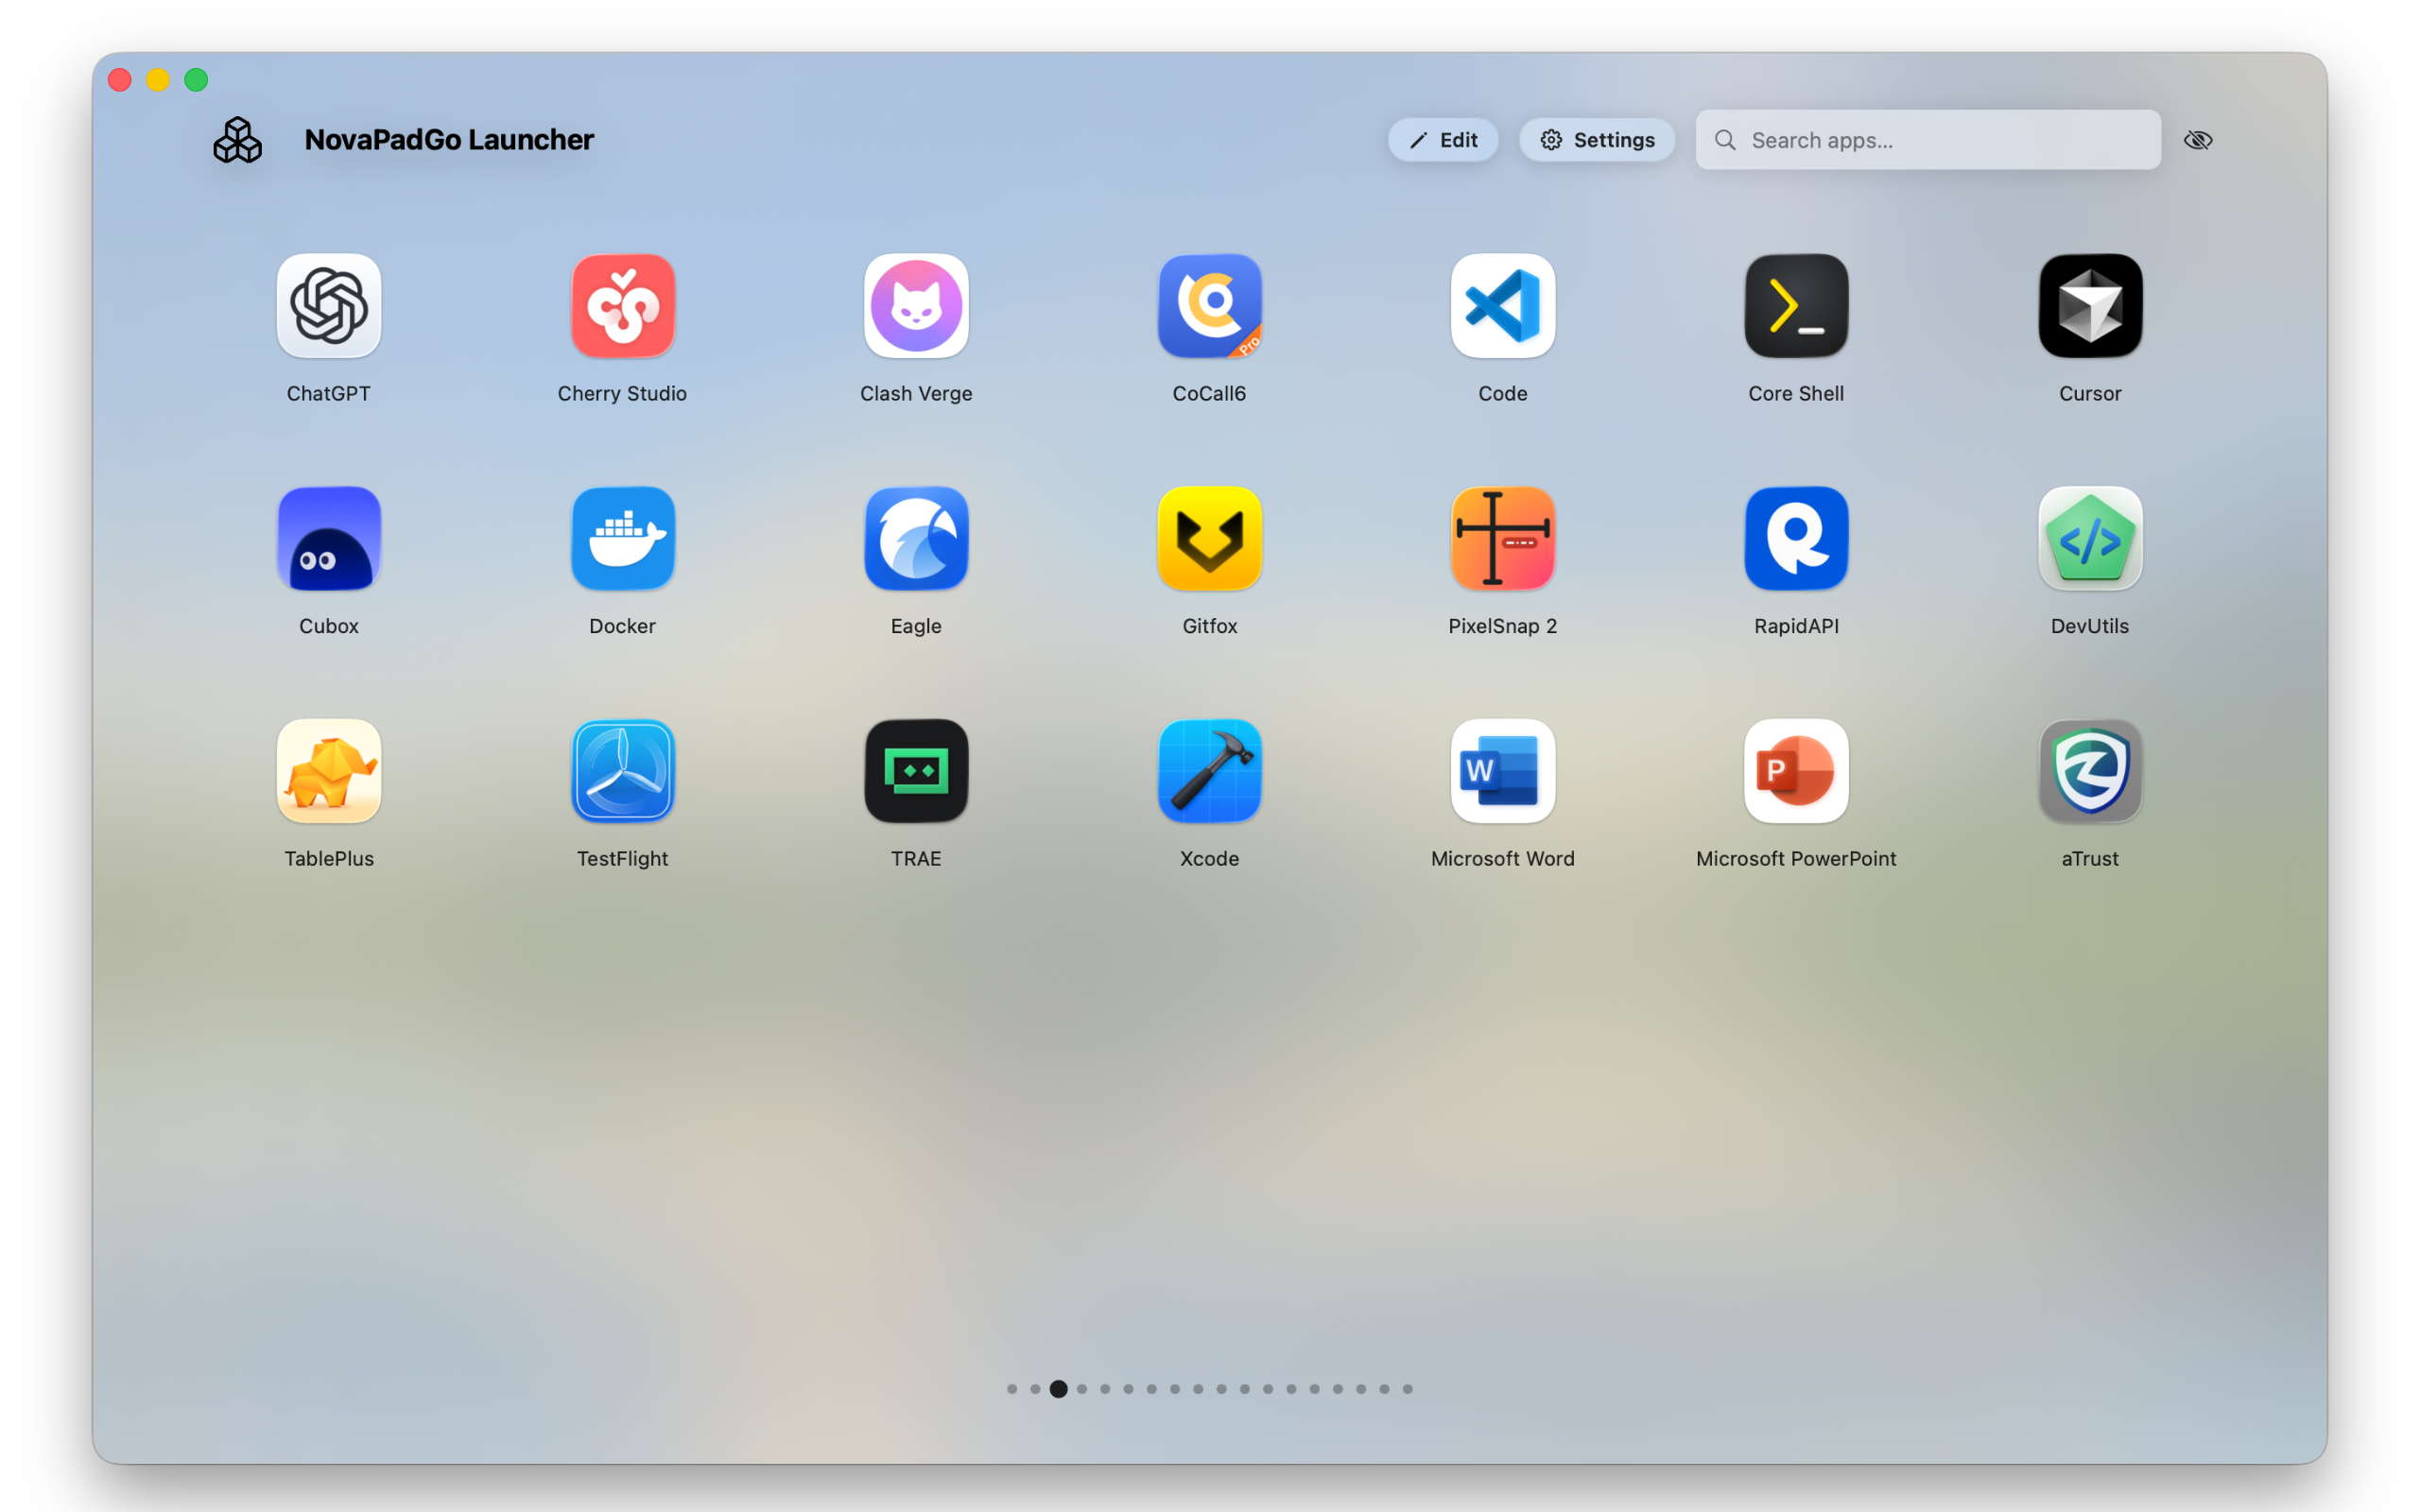 NovaPadGo Launcher
Edit
Settings
Search apps...
Pro
ChatGPT
Cherry Studio
Clash Verge
CoCall6
Code
Core Shell
Cursor
Cubox
Docker
Eagle
Gitfox
PixelSnap 2
RapidAPI
DevUtils
W
P
TablePlus
TestFlight
TRAE
Xcode
Microsoft Word
Microsoft PowerPoint
aTrust